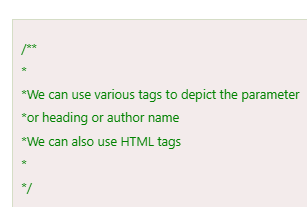 /**
*
*We can use various tags to depict the parameter
*or heading or author name
*We can also use HTML tags
*
*/